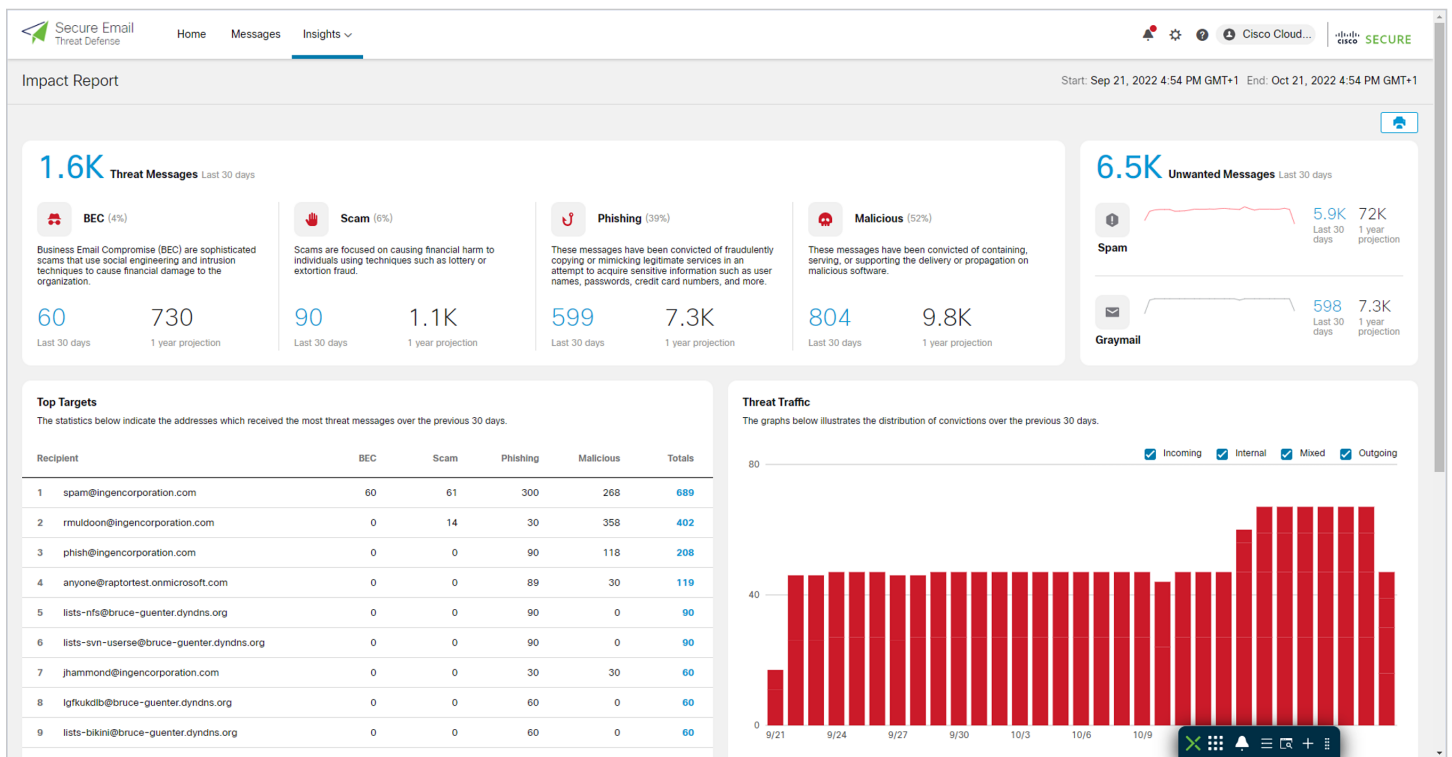 Secure Email
Threat Defense
Home Messages Insights
Cisco Cloud...
cisco SECURE
Impact Report
Start: Sep 21, 2022 4:54 PM GMT+1 End: Oct 21, 2022 4:54 PM GMT+1
1.6K Threat Messages Last 30 days
BEC (4%)
Business Email Compromise (BEC) are sophisticated
scams that use social engineering and intrusion
techniques to cause financial damage to the
organization.
60 730
Last 30 days 1 year projection
Scam (6%)
Scams are focused on causing financial harm to
individuals using techniques such as lottery or
extortion fraud.
90 1.1K
Last 30 days 1 year projection
Phishing (39%)
These messages have been convicted of fraudulently
copying or mimicking legitimate services in an
attempt to acquire sensitive information such as user
names, passwords, credit card numbers, and more.
599 7.3K
Last 30 days 1 year projection
Malicious (52%)
These messages have been convicted of containing,
serving, or supporting the delivery or propagation on
malicious software.
804 9.8K
Last 30 days 1 year projection
6.5K Unwanted Messages Last 30 days
Spam
5.9K 72K
Last 30 1 year
days projection
Graymail
598 7.3K
Last 30 1 year
days projection
Top Targets
The statistics below indicate the addresses which received the most threat messages over the previous 30 days.
Recipient BEC Scam Phishing Malicious Totals
1 spam@ingencorporation.com 60 61 300 268 689
2 rmuldoon@ingencorporation.com 0 14 30 358 402
3 phish@ingencorporation.com 0 0 90 118 208
4 anyone@raptortest.onmicrosoft.com 0 0 89 30 119
5 lists-nfs@bruce-guenter.dyndns.org 0 0 90 0 90
6 lists-svn-userse@bruce-guenter.dyndns.org 0 0 90 0 90
7 jhammond@ingencorporation.com 0 0 30 30 60
8 lgfkukdlb@bruce-guenter.dyndns.org 0 0 60 0 60
9 lists-bikini@bruce-guenter.dyndns.org 0 0 60 0 60
Threat Traffic
The graphs below illustrates the distribution of convictions over the previous 30 days.
Incoming Internal Mixed Outgoing
80
40
0
9/21 9/24 9/27 9/30 10/3 10/6 10/9